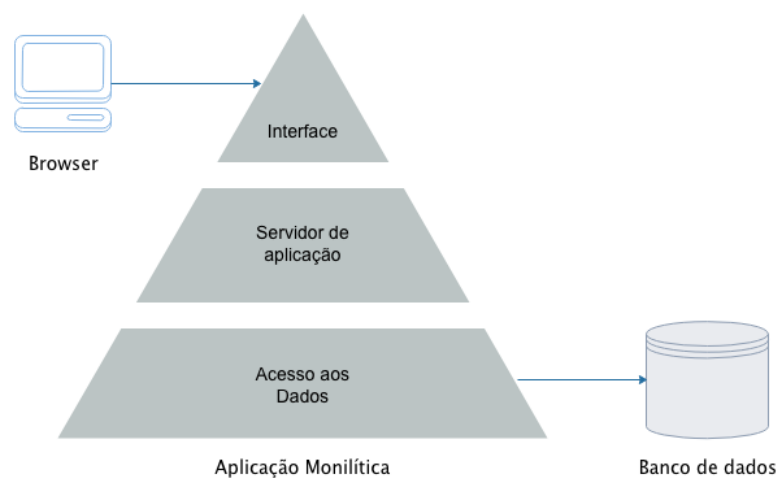 Interface
Browser
Servidor de
aplicação
Acesso aos
Dados
Aplicação Monilítica
Banco de dados